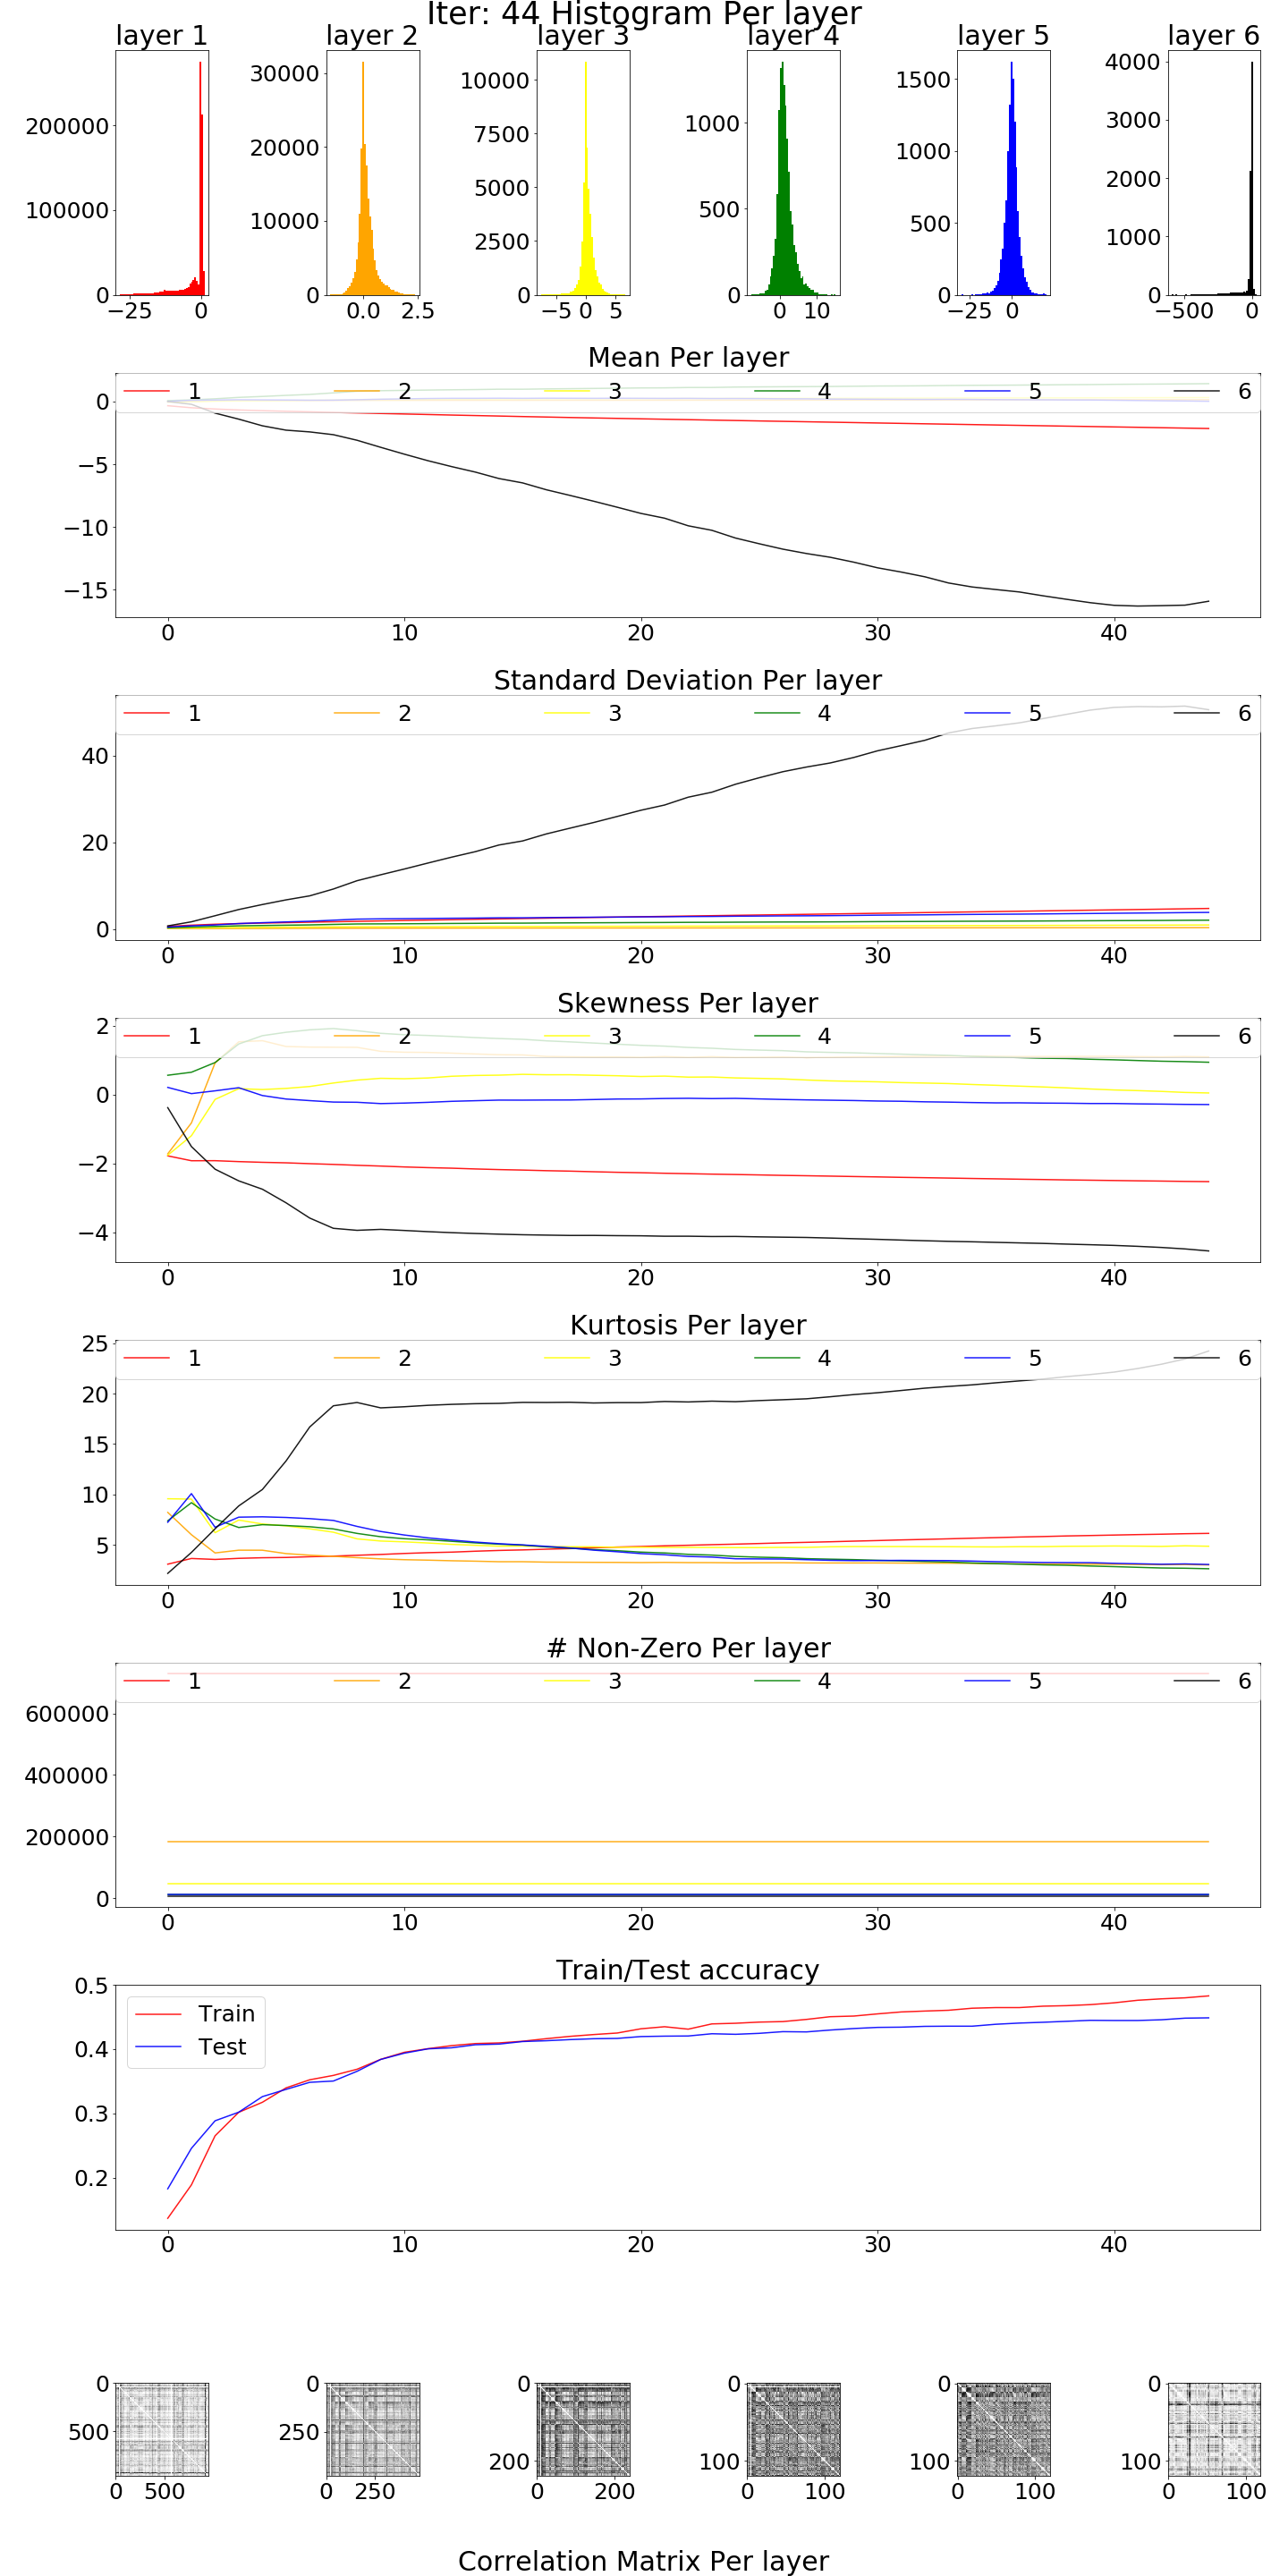 Iter: 44 Histogram Per layer
layer 1 layer 2 layer 3 layer 4 layer 5 layer 6
200000 100000 0 −25 0
30000 20000 10000 0 0.0 2.5
10000 7500 5000 2500 0 −5 0 5
1000 500 0 0 10
1500 1000 500 0 −25 0
4000 3000 2000 1000 0 −500 0
Mean Per layer
1 2 3 4 5 6
0
−5
−10
−15
0 10 20 30 40
Standard Deviation Per layer
1 2 3 4 5 6
40
20
0
0 10 20 30 40
Skewness Per layer
2
1 2 3 4 5 6
0
−2
−4
0 10 20 30 40
Kurtosis Per layer
25
1 2 3 4 5 6
20
15
10
5
0 10 20 30 40
# Non-Zero Per layer
1 2 3 4 5 6
600000
400000
200000
0
0 10 20 30 40
Train/Test accuracy
0.5
Train
Test
0.4
0.3
0.2
0 10 20 30 40
0 500 0 500
0 250 0 250
0 200 0 200
0 100 0 100
0 100 0 100
0 100 0 100
Correlation Matrix Per layer